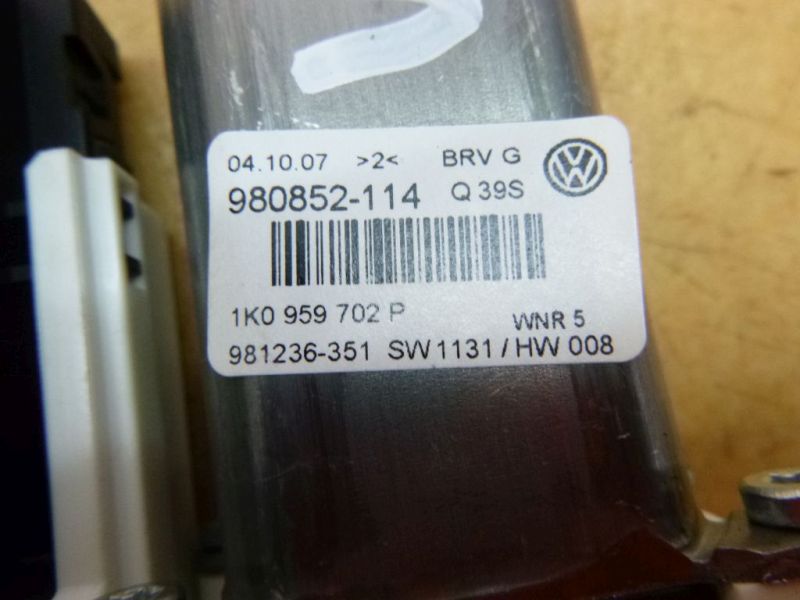 04.10.07 >2< BRV G
980852-114 Q 39S
1K0 959 702 P WNR 5
981236-351 SW1131/HW 008